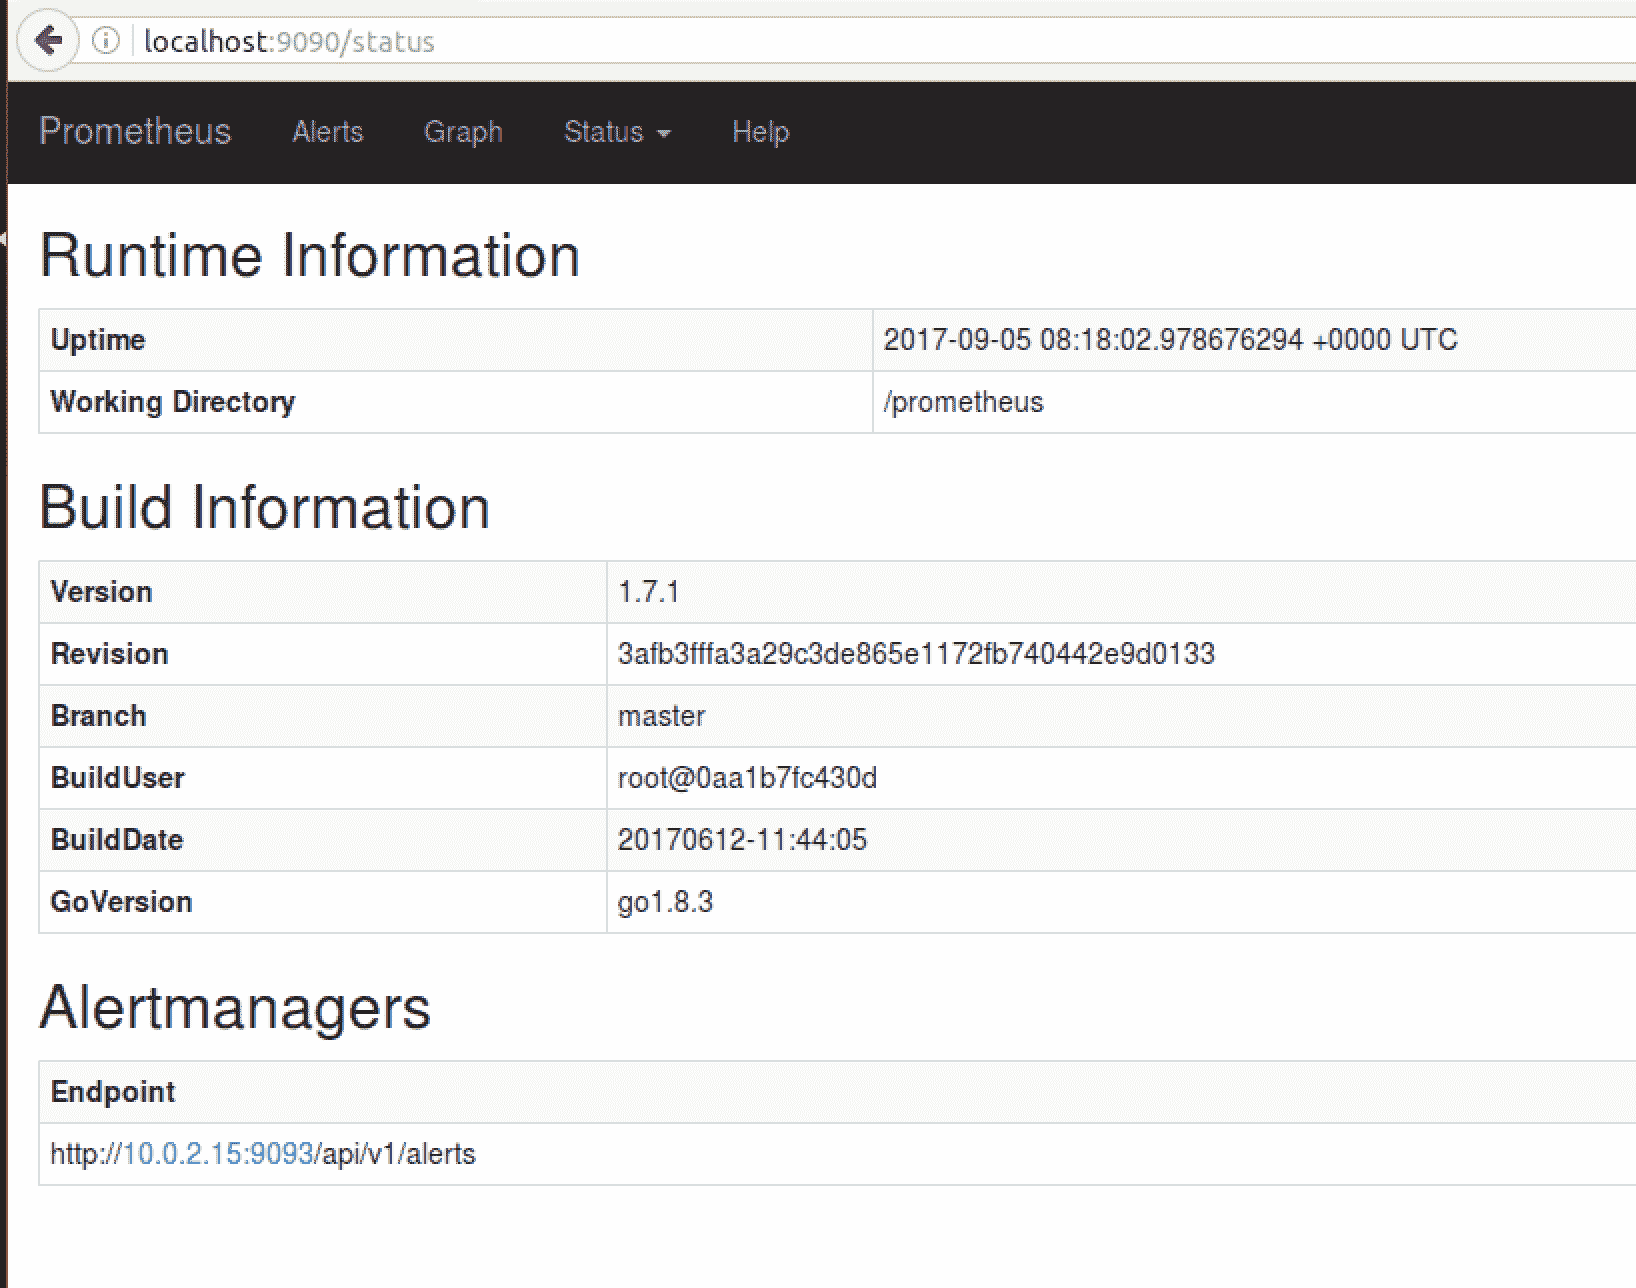 localhost:9090/status
Prometheus Alerts Graph Status Help
Runtime Information
Uptime 2017-09-05 08:18:02.978676294 +0000 UTC
Working Directory /prometheus
Build Information
Version 1.7.1
Revision 3afb3fffa3a29c3de865e1172fb740442e9d0133
Branch master
BuildUser root@0aa1b7fc430d
BuildDate 20170612-11:44:05
GoVersion go1.8.3
Alertmanagers
Endpoint
http://10.0.2.15:9093/api/v1/alerts